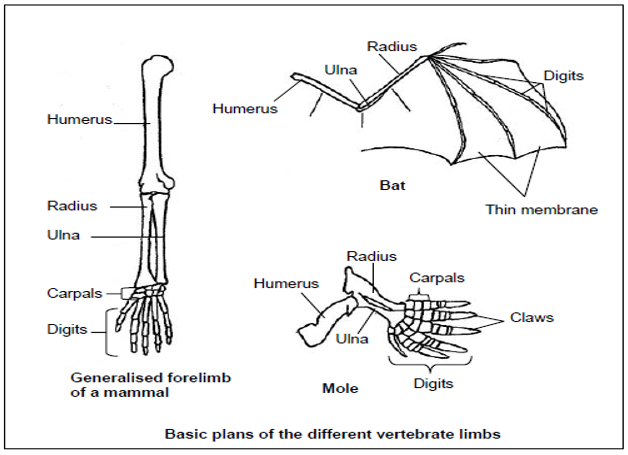 Humerus
Radius
Ulna
Carpals
Digits
Generalised forelimb
of a mammal
Radius
Ulna
Humerus
Digits
Bat
Thin membrane
Radius
Humerus
Carpals
Claws
Ulna
Digits
Mole
Basic plans of the different vertebrate limbs